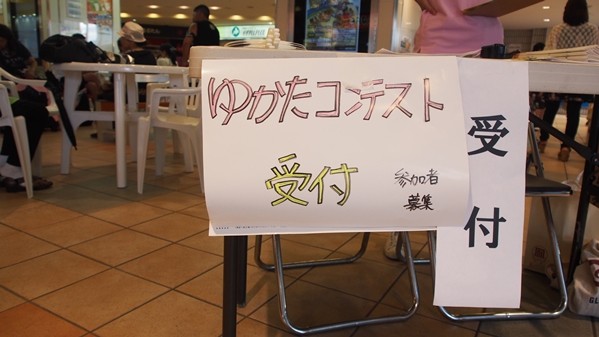 ゆかたコンテスト
受付
参加者
募集
受付